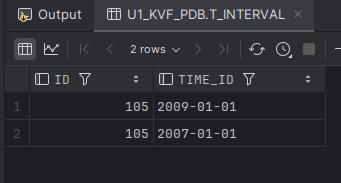 Output U1_KVF_PDB.T_INTERVAL
2 rows
ID TIME_ID
1 105 2009-01-01
2 105 2007-01-01